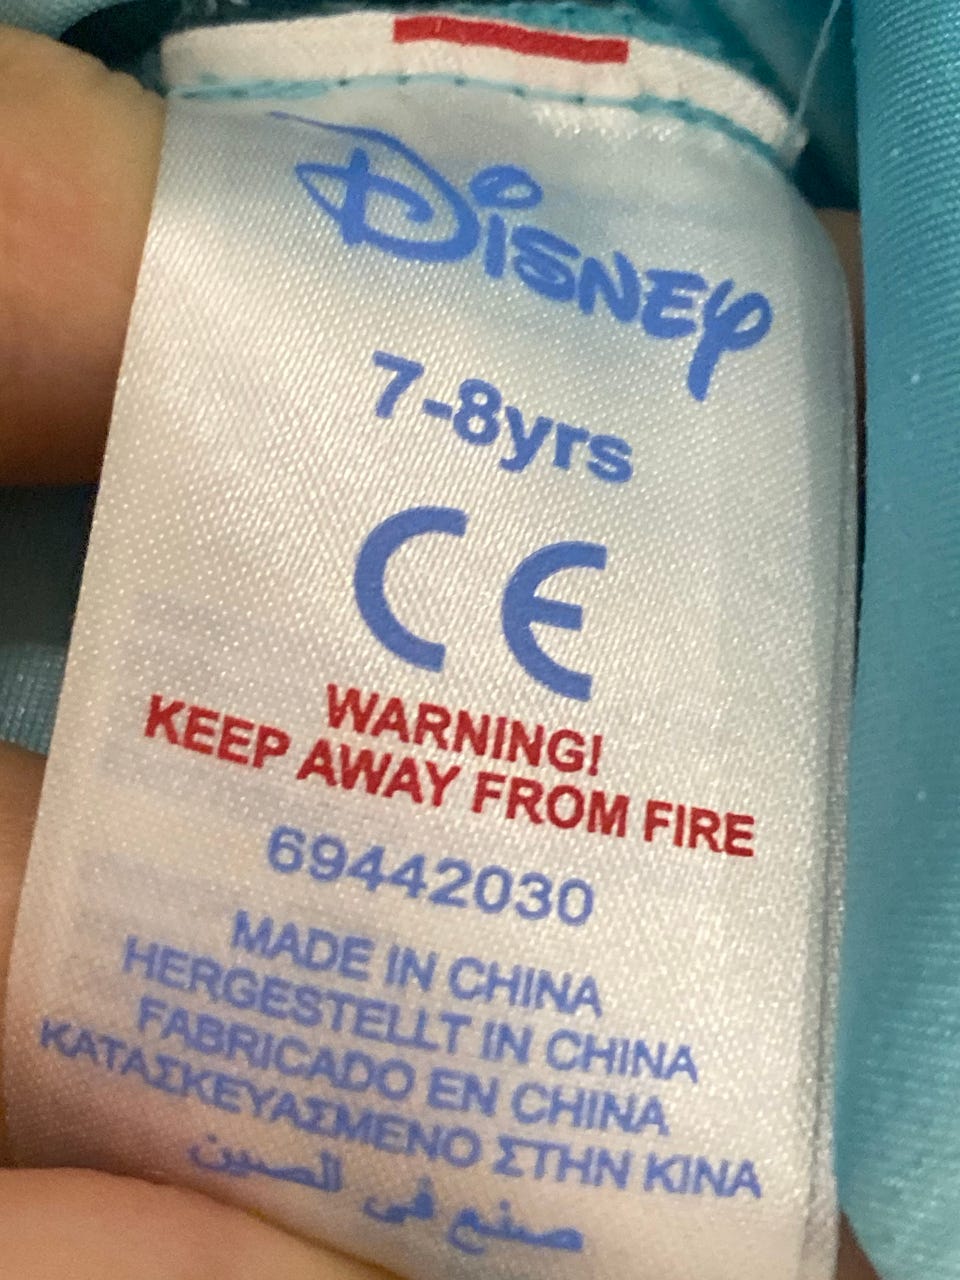 Disney
7-8yrs
CE
WARNING!
KEEP AWAY FROM FIRE
69442030
MADE IN CHINA
HERGESTELLT IN CHINA
FABRICADO EN CHINA
ΚΑΤΑΣΚΕΥΑΣΜΕΝΟ ΣΤΗΝ ΚΙΝΑ
صنع في الصين